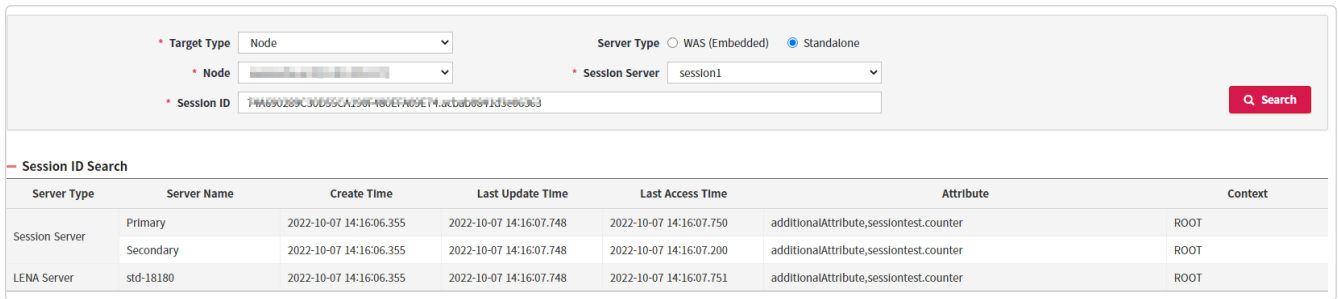 * Target Type Node Server Type WAS (Embedded) Standalone
* Node * Session Server session1
* Session ID
Search
Session ID Search
Server Type Server Name Create Time Last Update Time Last Access Time Attribute Context
Session Server Primary 2022-10-07 14:16:06.355 2022-10-07 14:16:07.748 2022-10-07 14:16:07.750 additionalAttribute,sessiontest.counter ROOT
Secondary 2022-10-07 14:16:06.355 2022-10-07 14:16:07.748 2022-10-07 14:16:07.200 additionalAttribute,sessiontest.counter ROOT
LENA Server std-18180 2022-10-07 14:16:06.355 2022-10-07 14:16:07.748 2022-10-07 14:16:07.751 additionalAttribute,sessiontest.counter ROOT